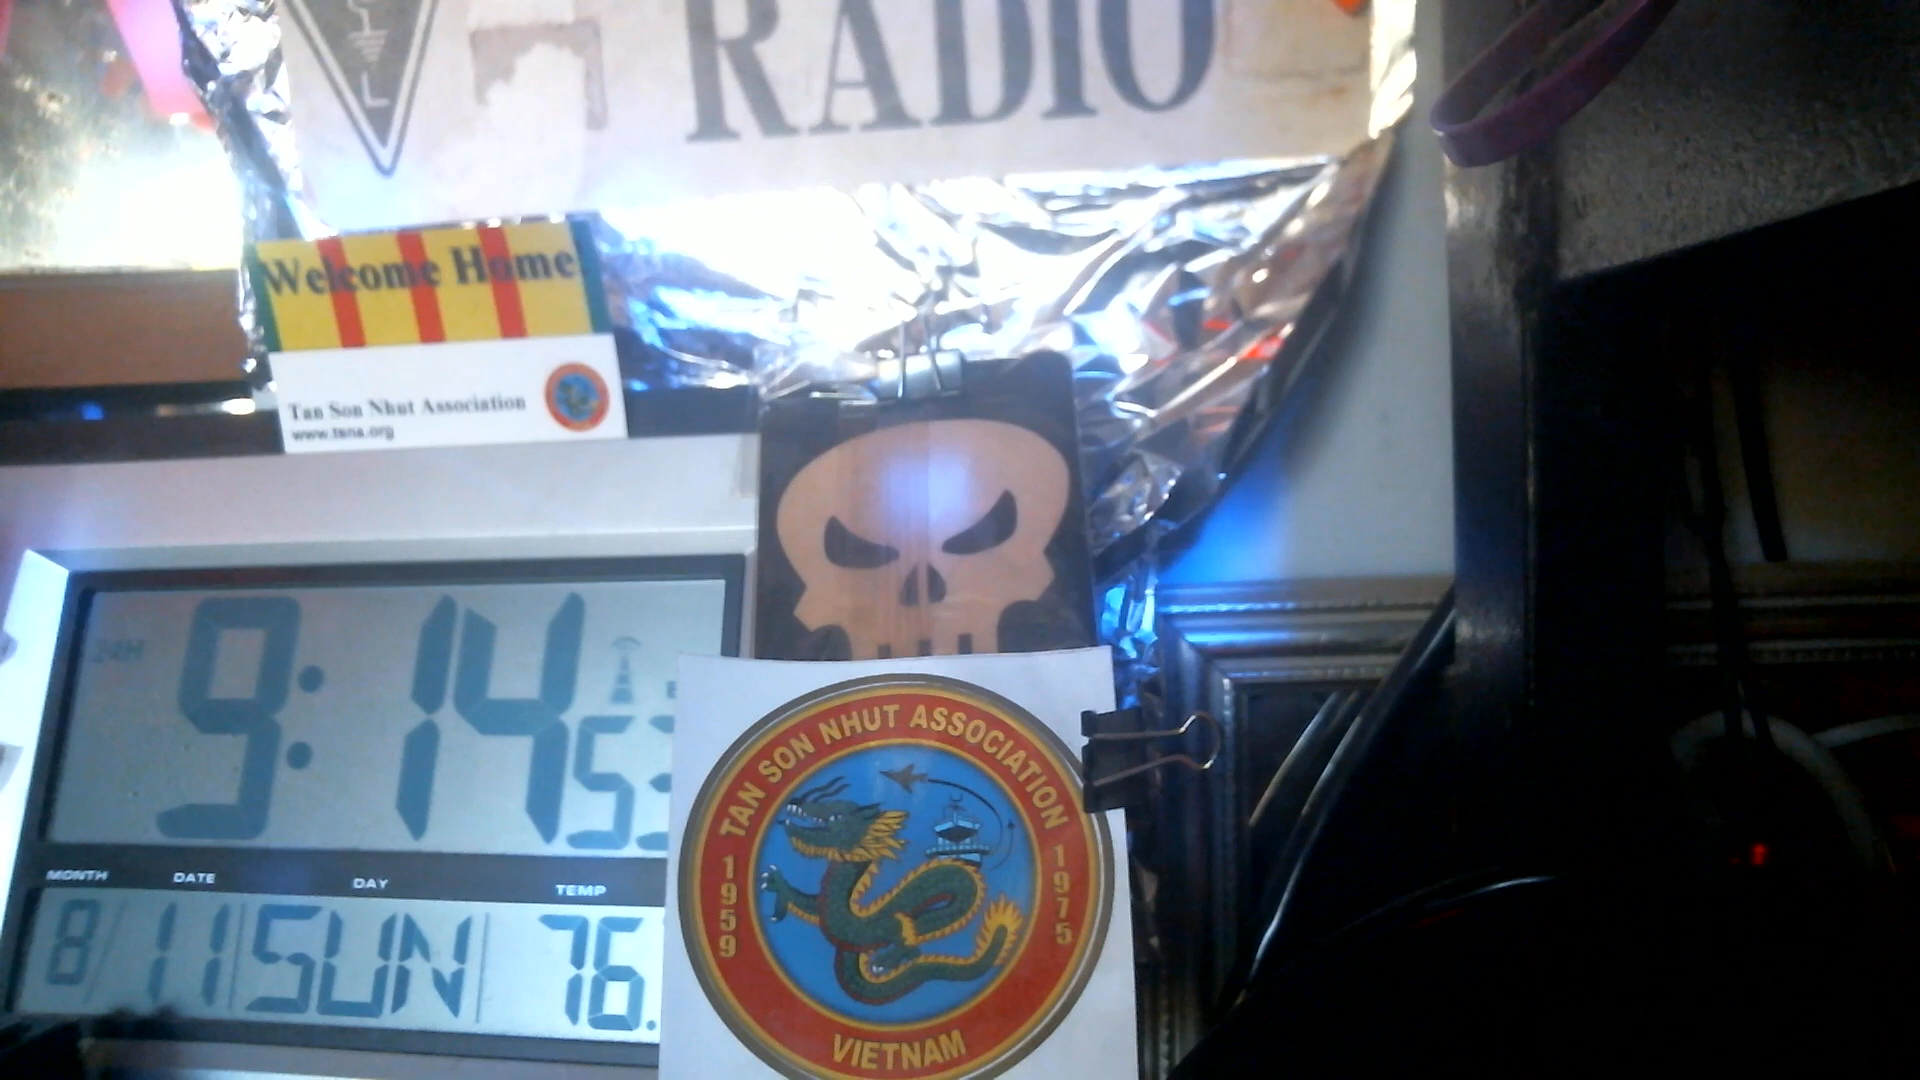 RADIO
L
Welcome Home
Tan Son Nhut Association
www.tsna.org
24H
9:14 53
MONTH DATE DAY TEMP
8 11 SUN 76.
TAN SON NHUT ASSOCIATION
1959 1975
VIETNAM